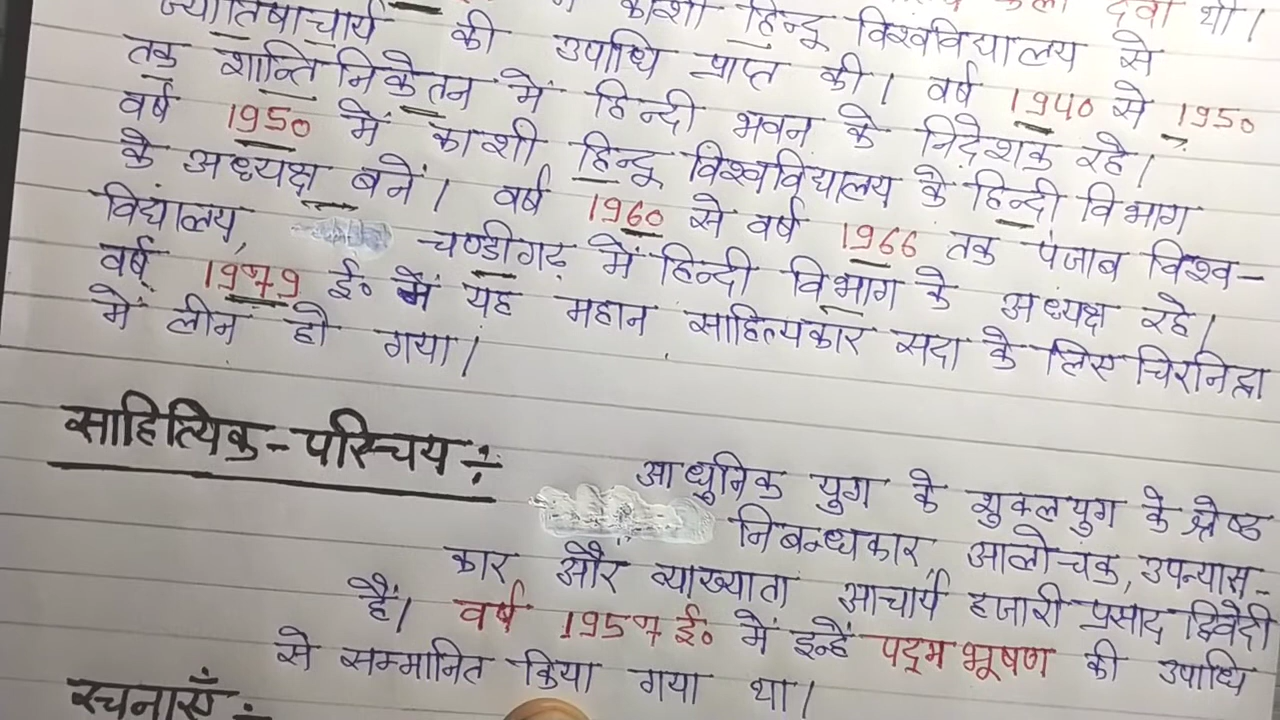 काशी हिन्दू विश्वविद्यालय से
ज्योतिषाचार्य की उपाधि प्राप्त की। वर्ष 1940 से 1950
तक शान्ति निकेतन में हिन्दी भवन के निदेशक रहे।
वर्ष 1950 में काशी हिन्दू विश्वविद्यालय के हिन्दी विभाग
के अध्यक्ष बनें। वर्ष 1960 से वर्ष 1966 तक पंजाब विश्व-
विद्यालय, चण्डीगढ़ में हिन्दी विभाग के अध्यक्ष रहे।
वर्ष 1979 ई॰ में यह महान साहित्यकार सदा के लिए चिरनिद्रा
में लीन हो गया।
साहित्यिक-परिचय ÷
आधुनिक युग के शुक्लयुग के श्रेष्ठ
निबन्धकार, आलोचक, उपन्यास-
कार और व्याख्याता आचार्य हजारी प्रसाद द्विवेदी
हैं। वर्ष 1957 ई॰ में इन्हें पद्म भूषण की उपाधि
से सम्मानित किया गया था।
रचनाएँ :